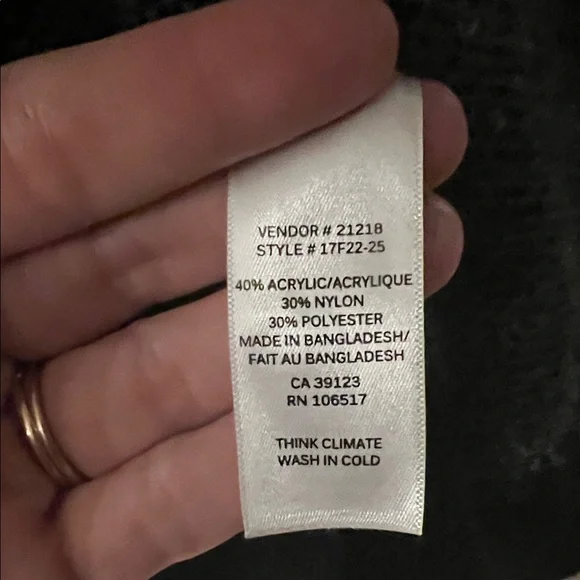 VENDOR # 21218
STYLE # 17F22-25
40% ACRYLIC/ACRYLIQUE
30% NYLON
30% POLYESTER
MADE IN BANGLADESH/
FAIT AU BANGLADESH
CA 39123
RN 106517
THINK CLIMATE
WASH IN COLD